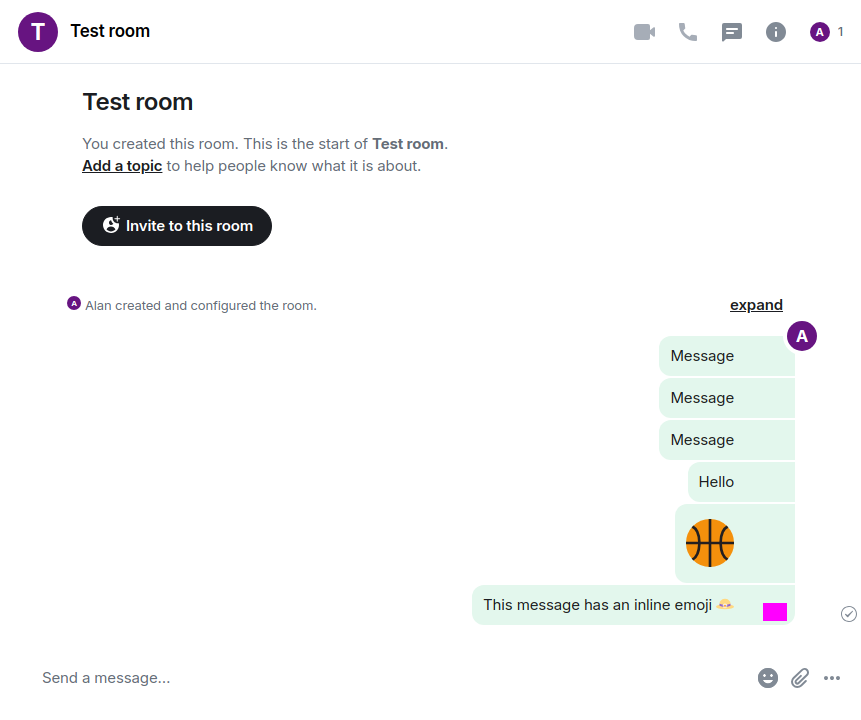 T Test room A 1
Test room
You created this room. This is the start of Test room.
Add a topic to help people know what it is about.
Invite to this room
A Alan created and configured the room. expand
A
Message
Message
Message
Hello
This message has an inline emoji 👒
Send a message…